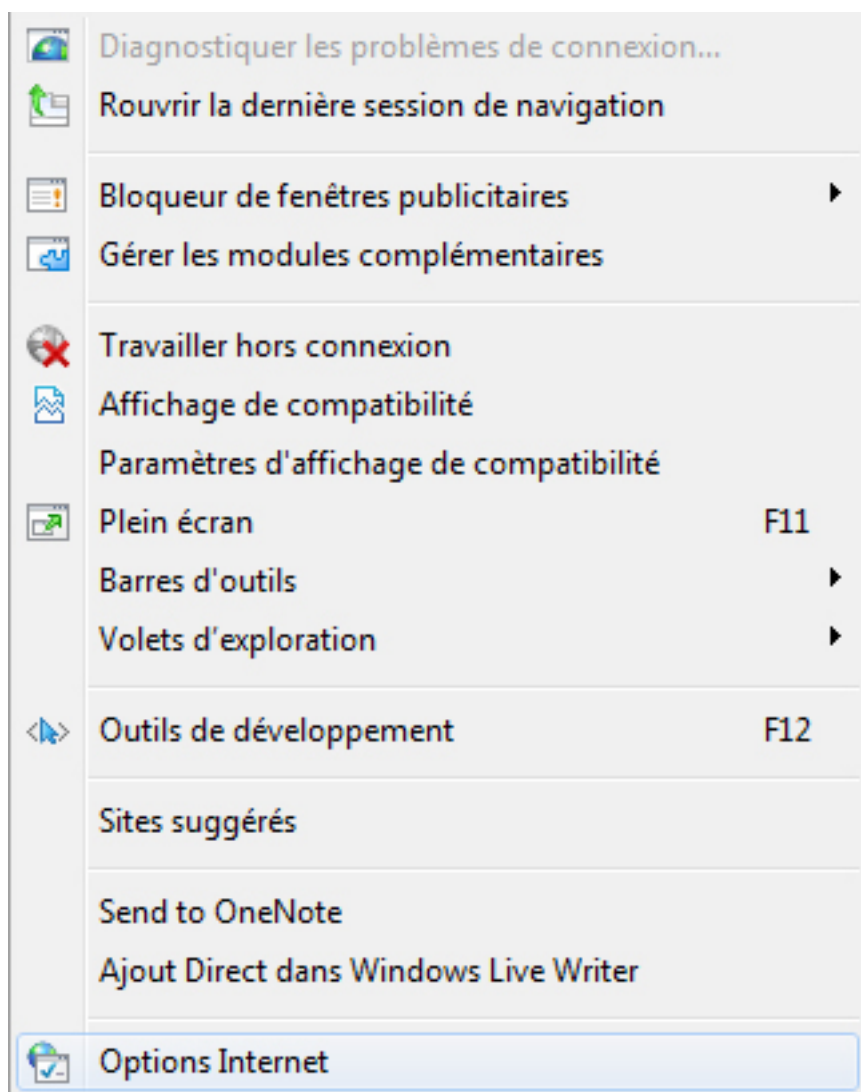 Diagnostiquer les problèmes de connexion...
Rouvrir la dernière session de navigation
Bloqueur de fenêtres publicitaires
Gérer les modules complémentaires
Travailler hors connexion
Affichage de compatibilité
Paramètres d'affichage de compatibilité
Plein écran F11
Barres d'outils
Volets d’exploration
Outils de développement F12
Sites suggérés
Send to OneNote
Ajout Direct dans Windows Live Writer
Options Internet